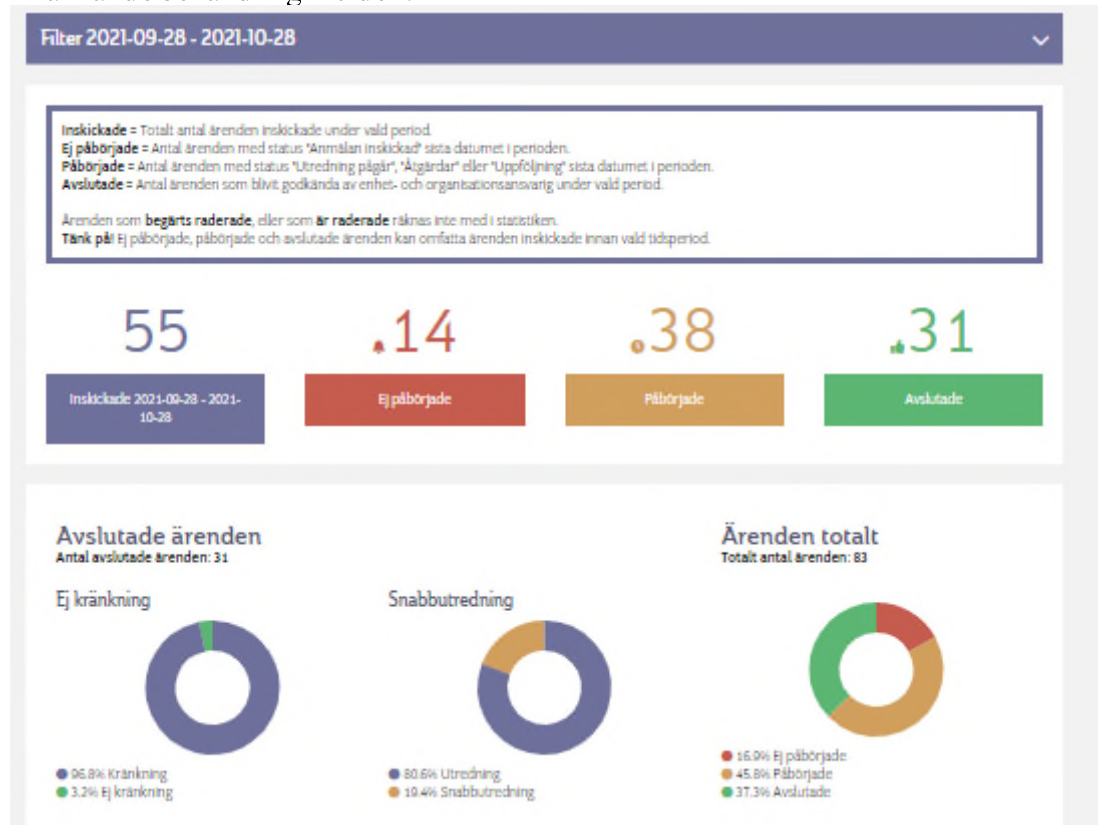 Filter 2021-09-28 - 2021-10-28
Inskickade = Totalt antal ärenden inskickade under vald period.
Ej påbörjade = Antal ärenden med status "Anmälan inskickad" sista datumet i perioden.
Påbörjade = Antal ärenden med status "Utredning pågår", "Åtgärdar" eller "Uppföljning" sista datumet i perioden.
Avslutade = Antal ärenden som blivit godkända av enhet- och organisationsansvarig under vald period.
Ärenden som begärts raderade, eller som är raderade räknas inte med i statistiken.
Tänk på! Ej påbörjade, påbörjade och avslutade ärenden kan omfatta ärenden inskickade innan vald tidsperiod.
55
14
38
31
Inskickade 2021-09-28 - 2021-
10-28
Ej påbörjade
Påbörjade
Avslutade
Avslutade ärenden
Antal avslutade ärenden: 31
Ej kränkning
96.8% Kränkning
3.2% Ej kränkning
Snabbutredning
80.6% Utredning
19.4% Snabbutredning
Ärenden totalt
Totalt antal ärenden: 83
16.9% Ej påbörjade
45.8% Påbörjade
37.3% Avslutade